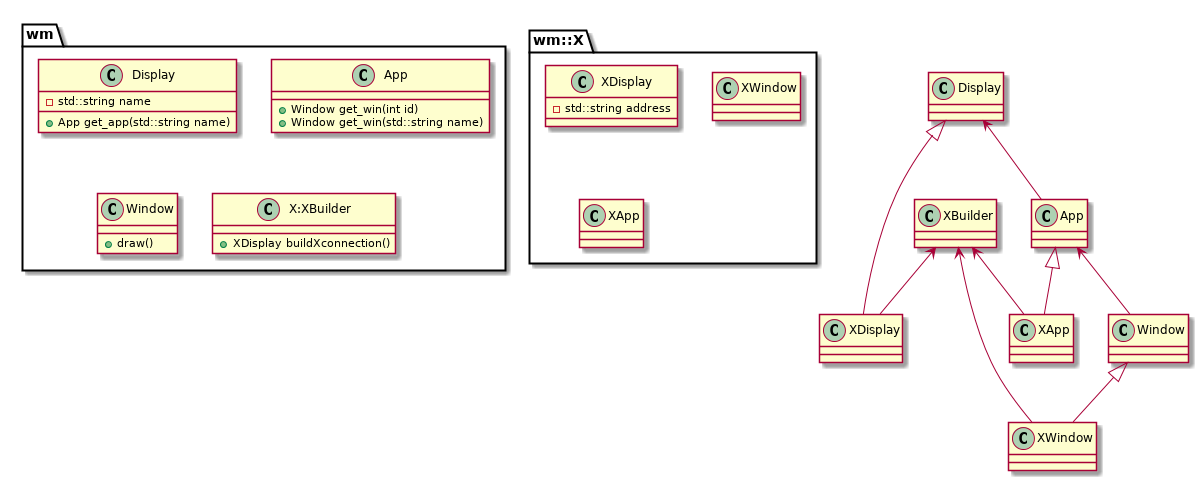 wm
C Display
std::string name
App get_app(std::string name)
C App
Window get_win(int id)
Window get_win(std::string name)
C Window
draw()
C X:XBuilder
XDisplay buildXconnection()
wm::X
C XDisplay
std::string address
C XWindow
C XApp
C Display
C XBuilder
C App
C XDisplay
C XApp
C Window
C XWindow